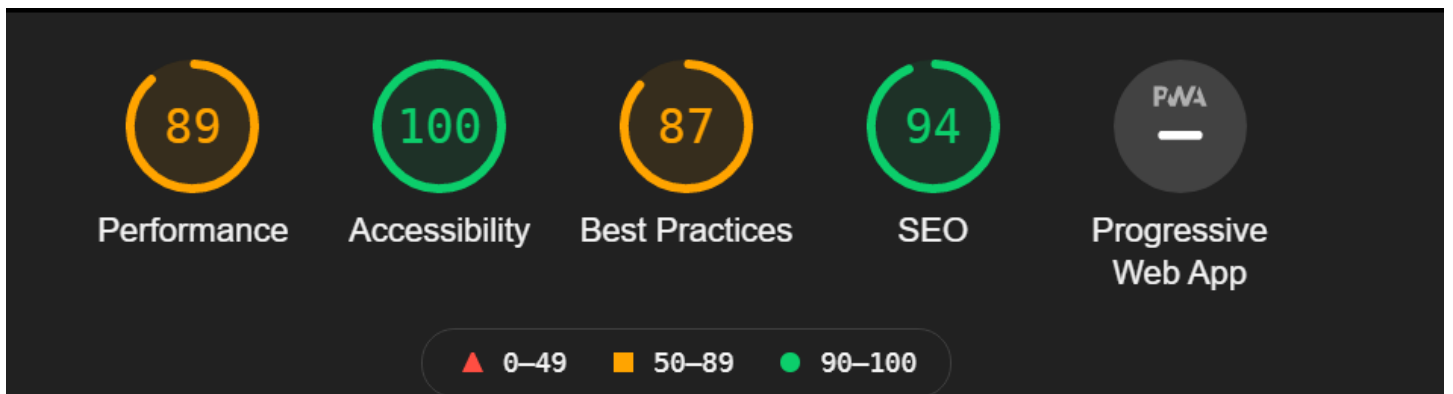 89
100
87
94
PWA
Performance
Accessibility
Best Practices
SEO
Progressive
Web App
0–49
50–89
90–100